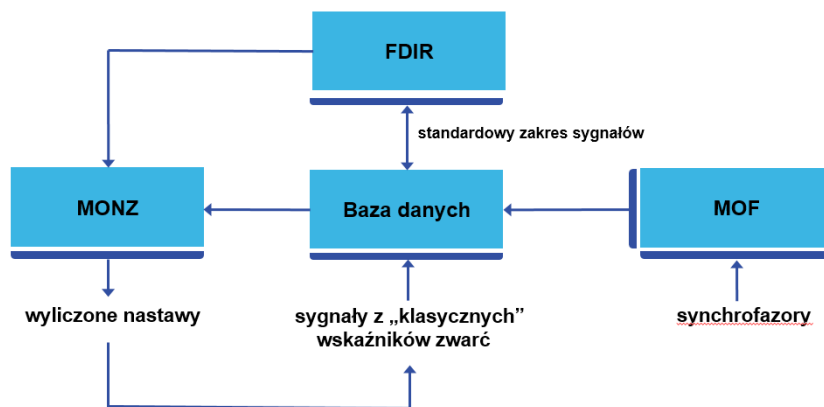 FDIR
standardowy zakres sygnałów
MONZ
Baza danych
MOF
wyliczone nastawy
sygnały z „klasycznych”
wskaźników zwarć
synchrofazory